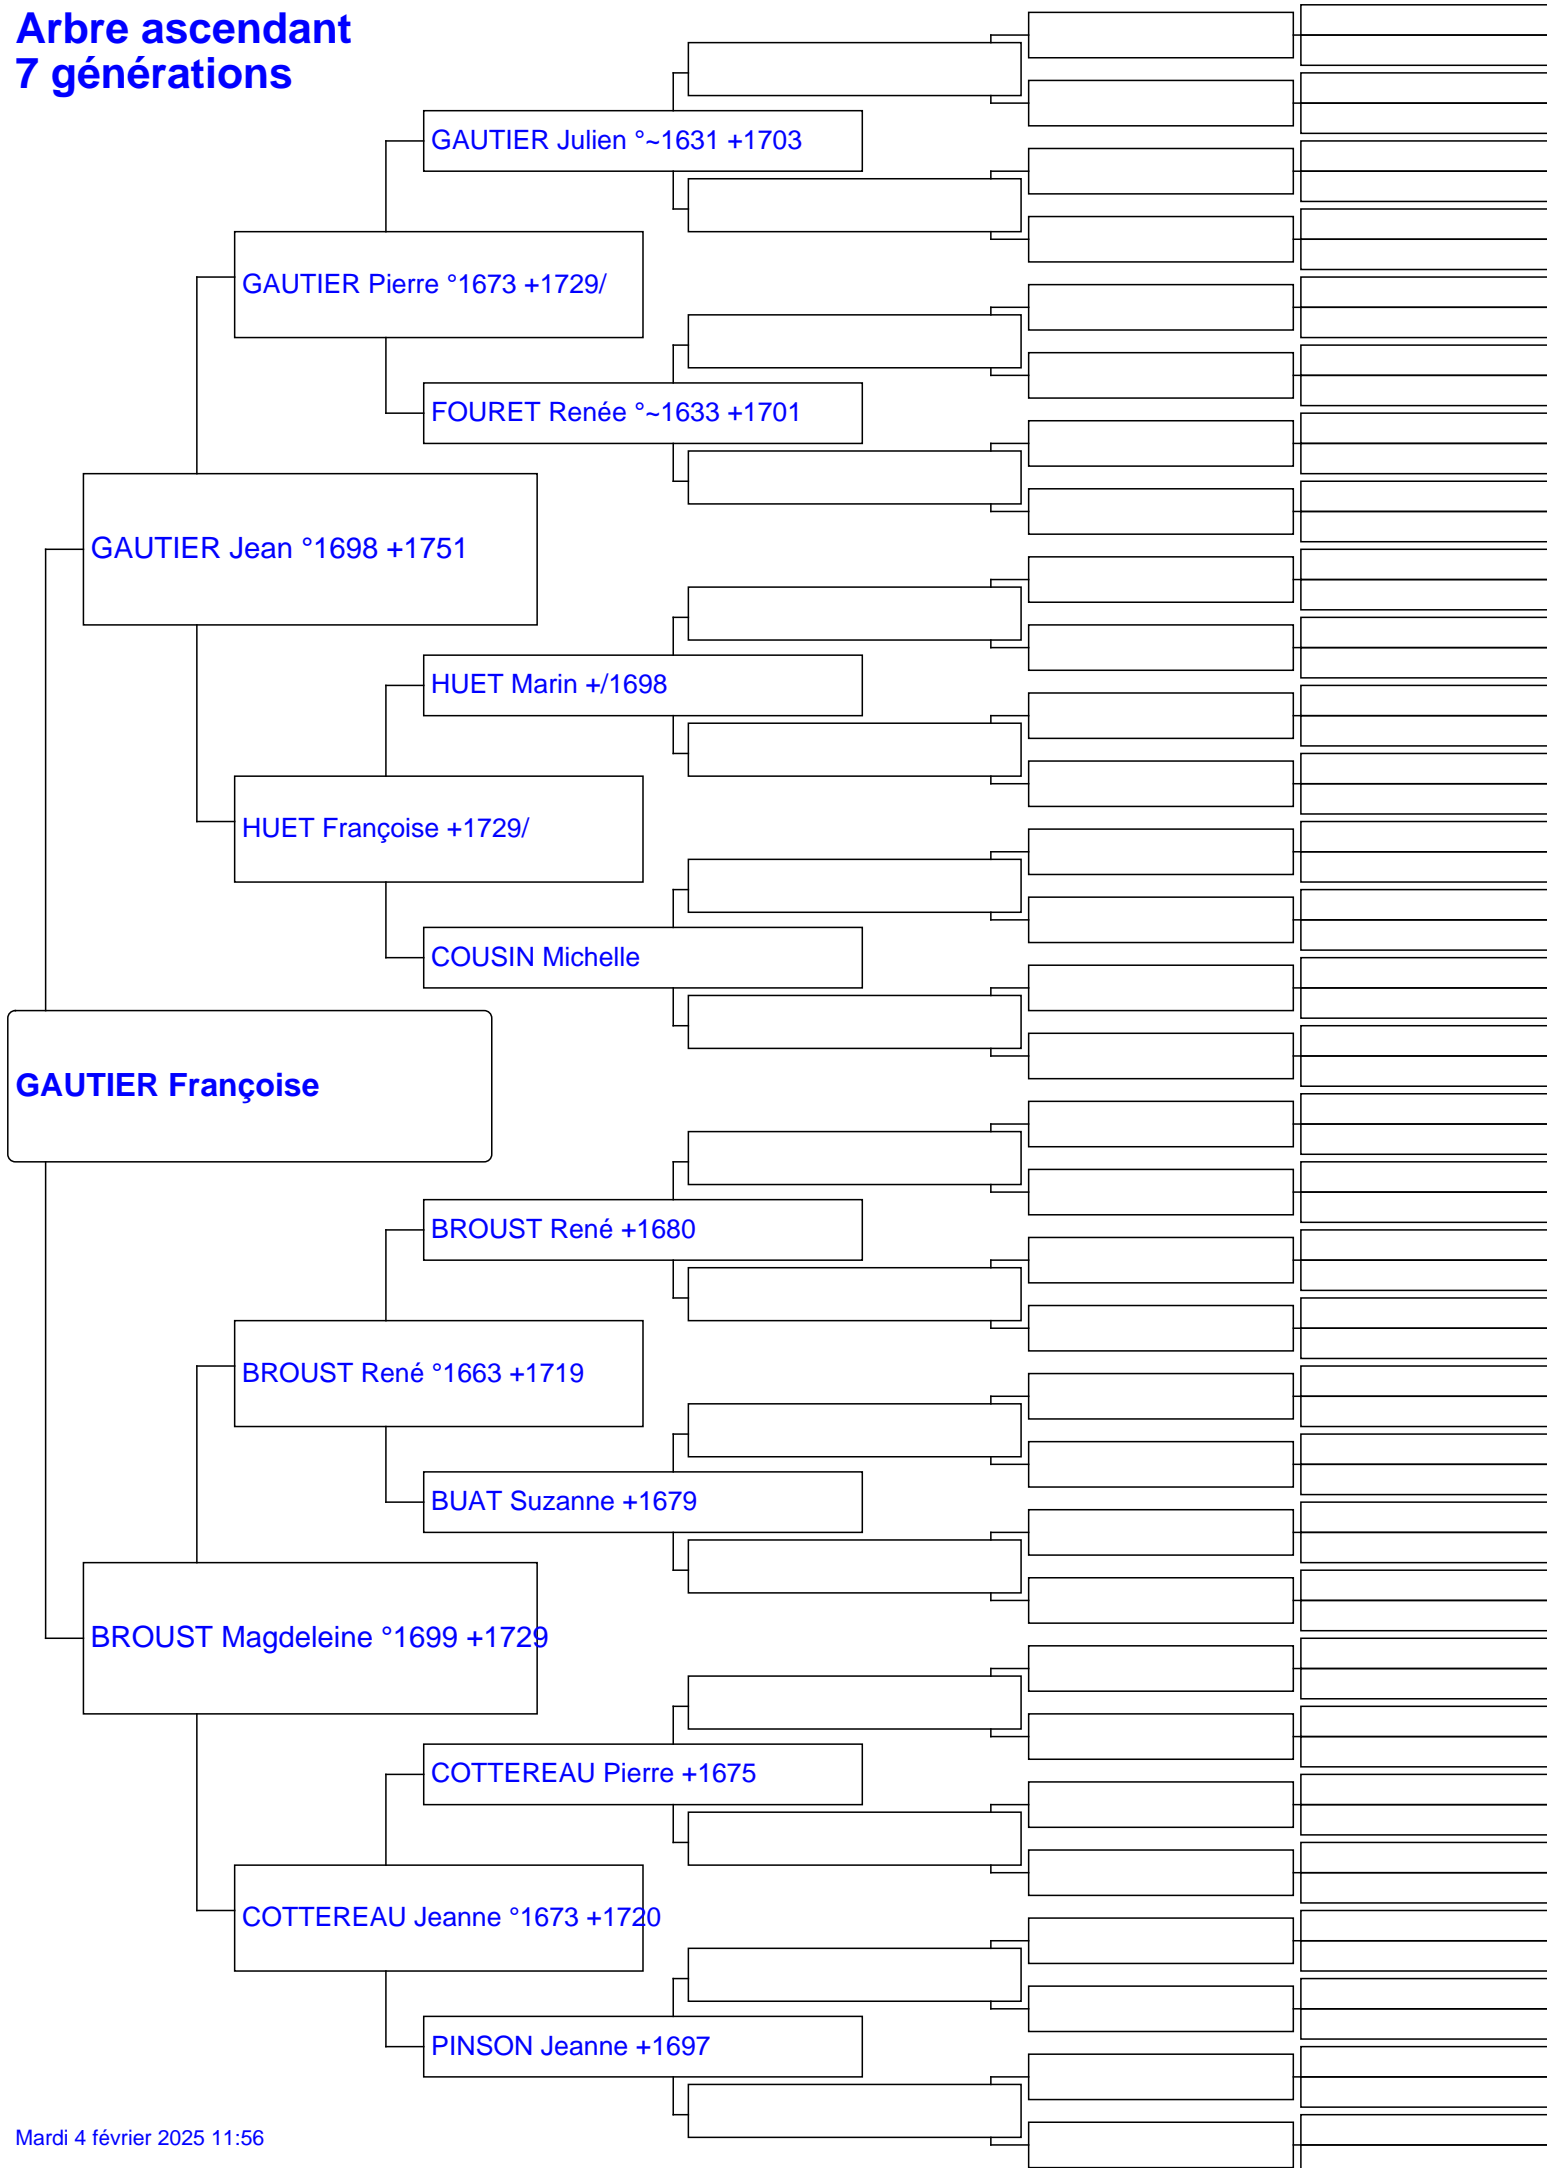 Arbre ascendant
7 générations
GAUTIER Julien °~1631 +1703
GAUTIER Pierre °1673 +1729/
FOURET Renée °~1633 +1701
GAUTIER Jean °1698 +1751
HUET Marin +/1698
HUET Françoise +1729/
COUSIN Michelle
GAUTIER Françoise
BROUST René +1680
BROUST René °1663 +1719
BUAT Suzanne +1679
BROUST Magdeleine °1699 +1729
COTTEREAU Pierre +1675
COTTEREAU Jeanne °1673 +1720
PINSON Jeanne +1697
Mardi 4 février 2025 11:56